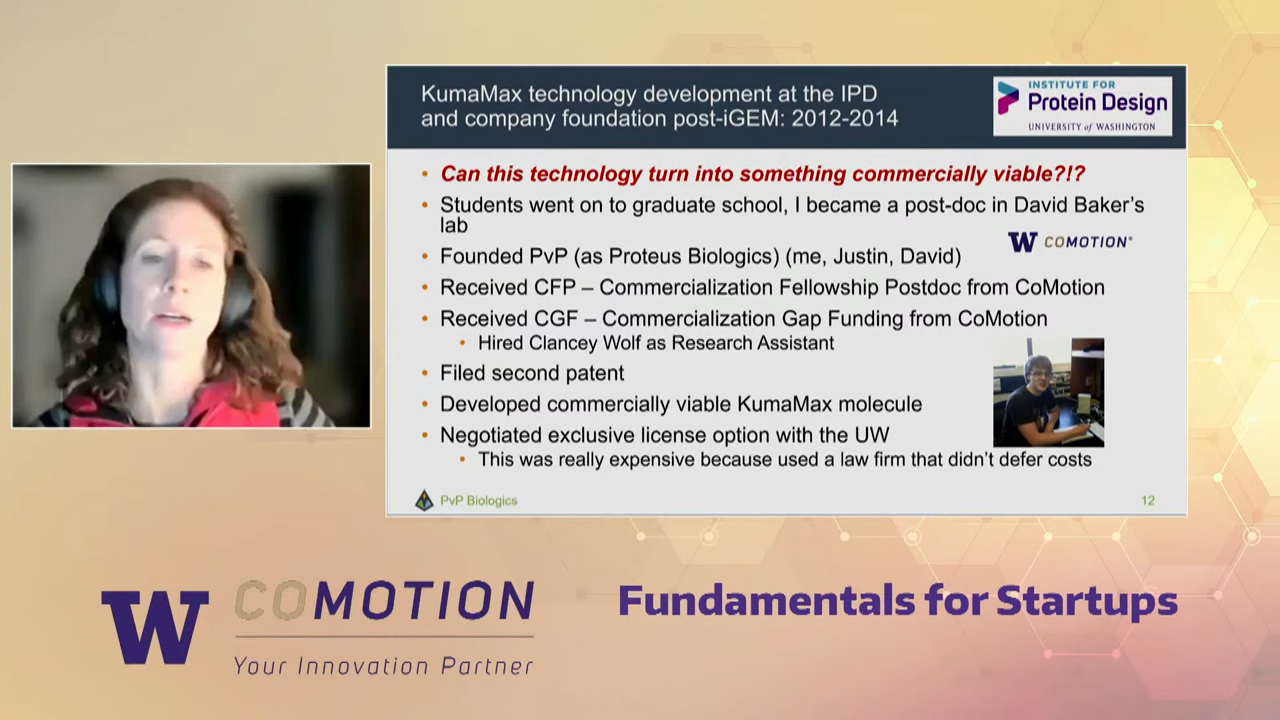 KumaMax technology development at the IPD
and company foundation post-iGEM: 2012-2014
INSTITUTE FOR
Protein Design
UNIVERSITY of WASHINGTON
• Can this technology turn into something commercially viable?!?
• Students went on to graduate school, I became a post-doc in David Baker's
lab
W COMOTION®
• Founded PvP (as Proteus Biologics) (me, Justin, David)
• Received CFP – Commercialization Fellowship Postdoc from CoMotion
• Received CGF – Commercialization Gap Funding from CoMotion
• Hired Clancey Wolf as Research Assistant
• Filed second patent
• Developed commercially viable KumaMax molecule
• Negotiated exclusive license option with the UW
• This was really expensive because used a law firm that didn't defer costs
PvP Biologics
12
W COMOTION
Your Innovation Partner
Fundamentals for Startups